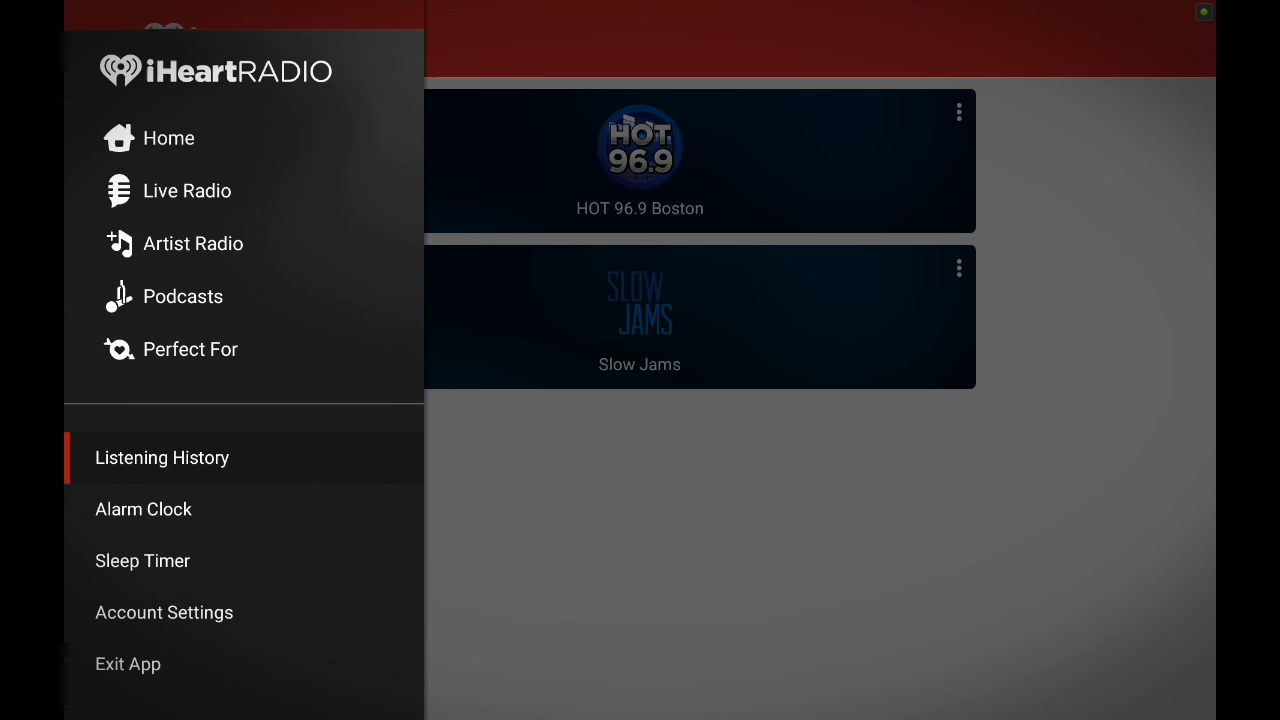 iHeartRADIO
Home
Live Radio
Artist Radio
Podcasts
Perfect For
Listening History
Alarm Clock
Sleep Timer
Account Settings
Exit App
HOT
96.9
HOT 96.9 Boston
SLOW
JAMS
Slow Jams